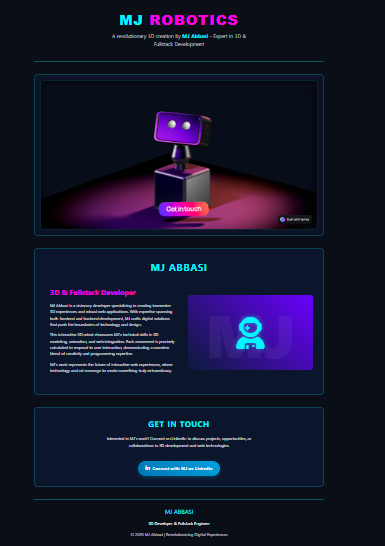 MJ ROBOTICS
A revolutionary 3D creation by MJ Abbasi – Expert in 3D &
Fullstack Development
Get in touch
Built with Spline
MJ ABBASI
3D & Fullstack Developer
MJ Abbasi is a visionary developer specializing in creating immersive
3D experiences and robust web applications. With expertise spanning
both frontend and backend development, MJ crafts digital solutions
that push the boundaries of technology and design.
This interactive 3D robot showcases MJ's technical skills in 3D
modeling, animation, and web integration. Each movement is precisely
calculated to respond to user interaction, demonstrating a seamless
blend of creativity and programming expertise.
MJ's work represents the future of interactive web experiences, where
technology and art converge to create something truly extraordinary.
MJ
GET IN TOUCH
Interested in MJ's work? Connect on LinkedIn to discuss projects, opportunities, or
collaborations in 3D development and web technologies.
in Connect with MJ on LinkedIn
MJ ABBASI
3D Developer & Fullstack Engineer
© 2025 MJ Abbasi | Revolutionizing Digital Experiences